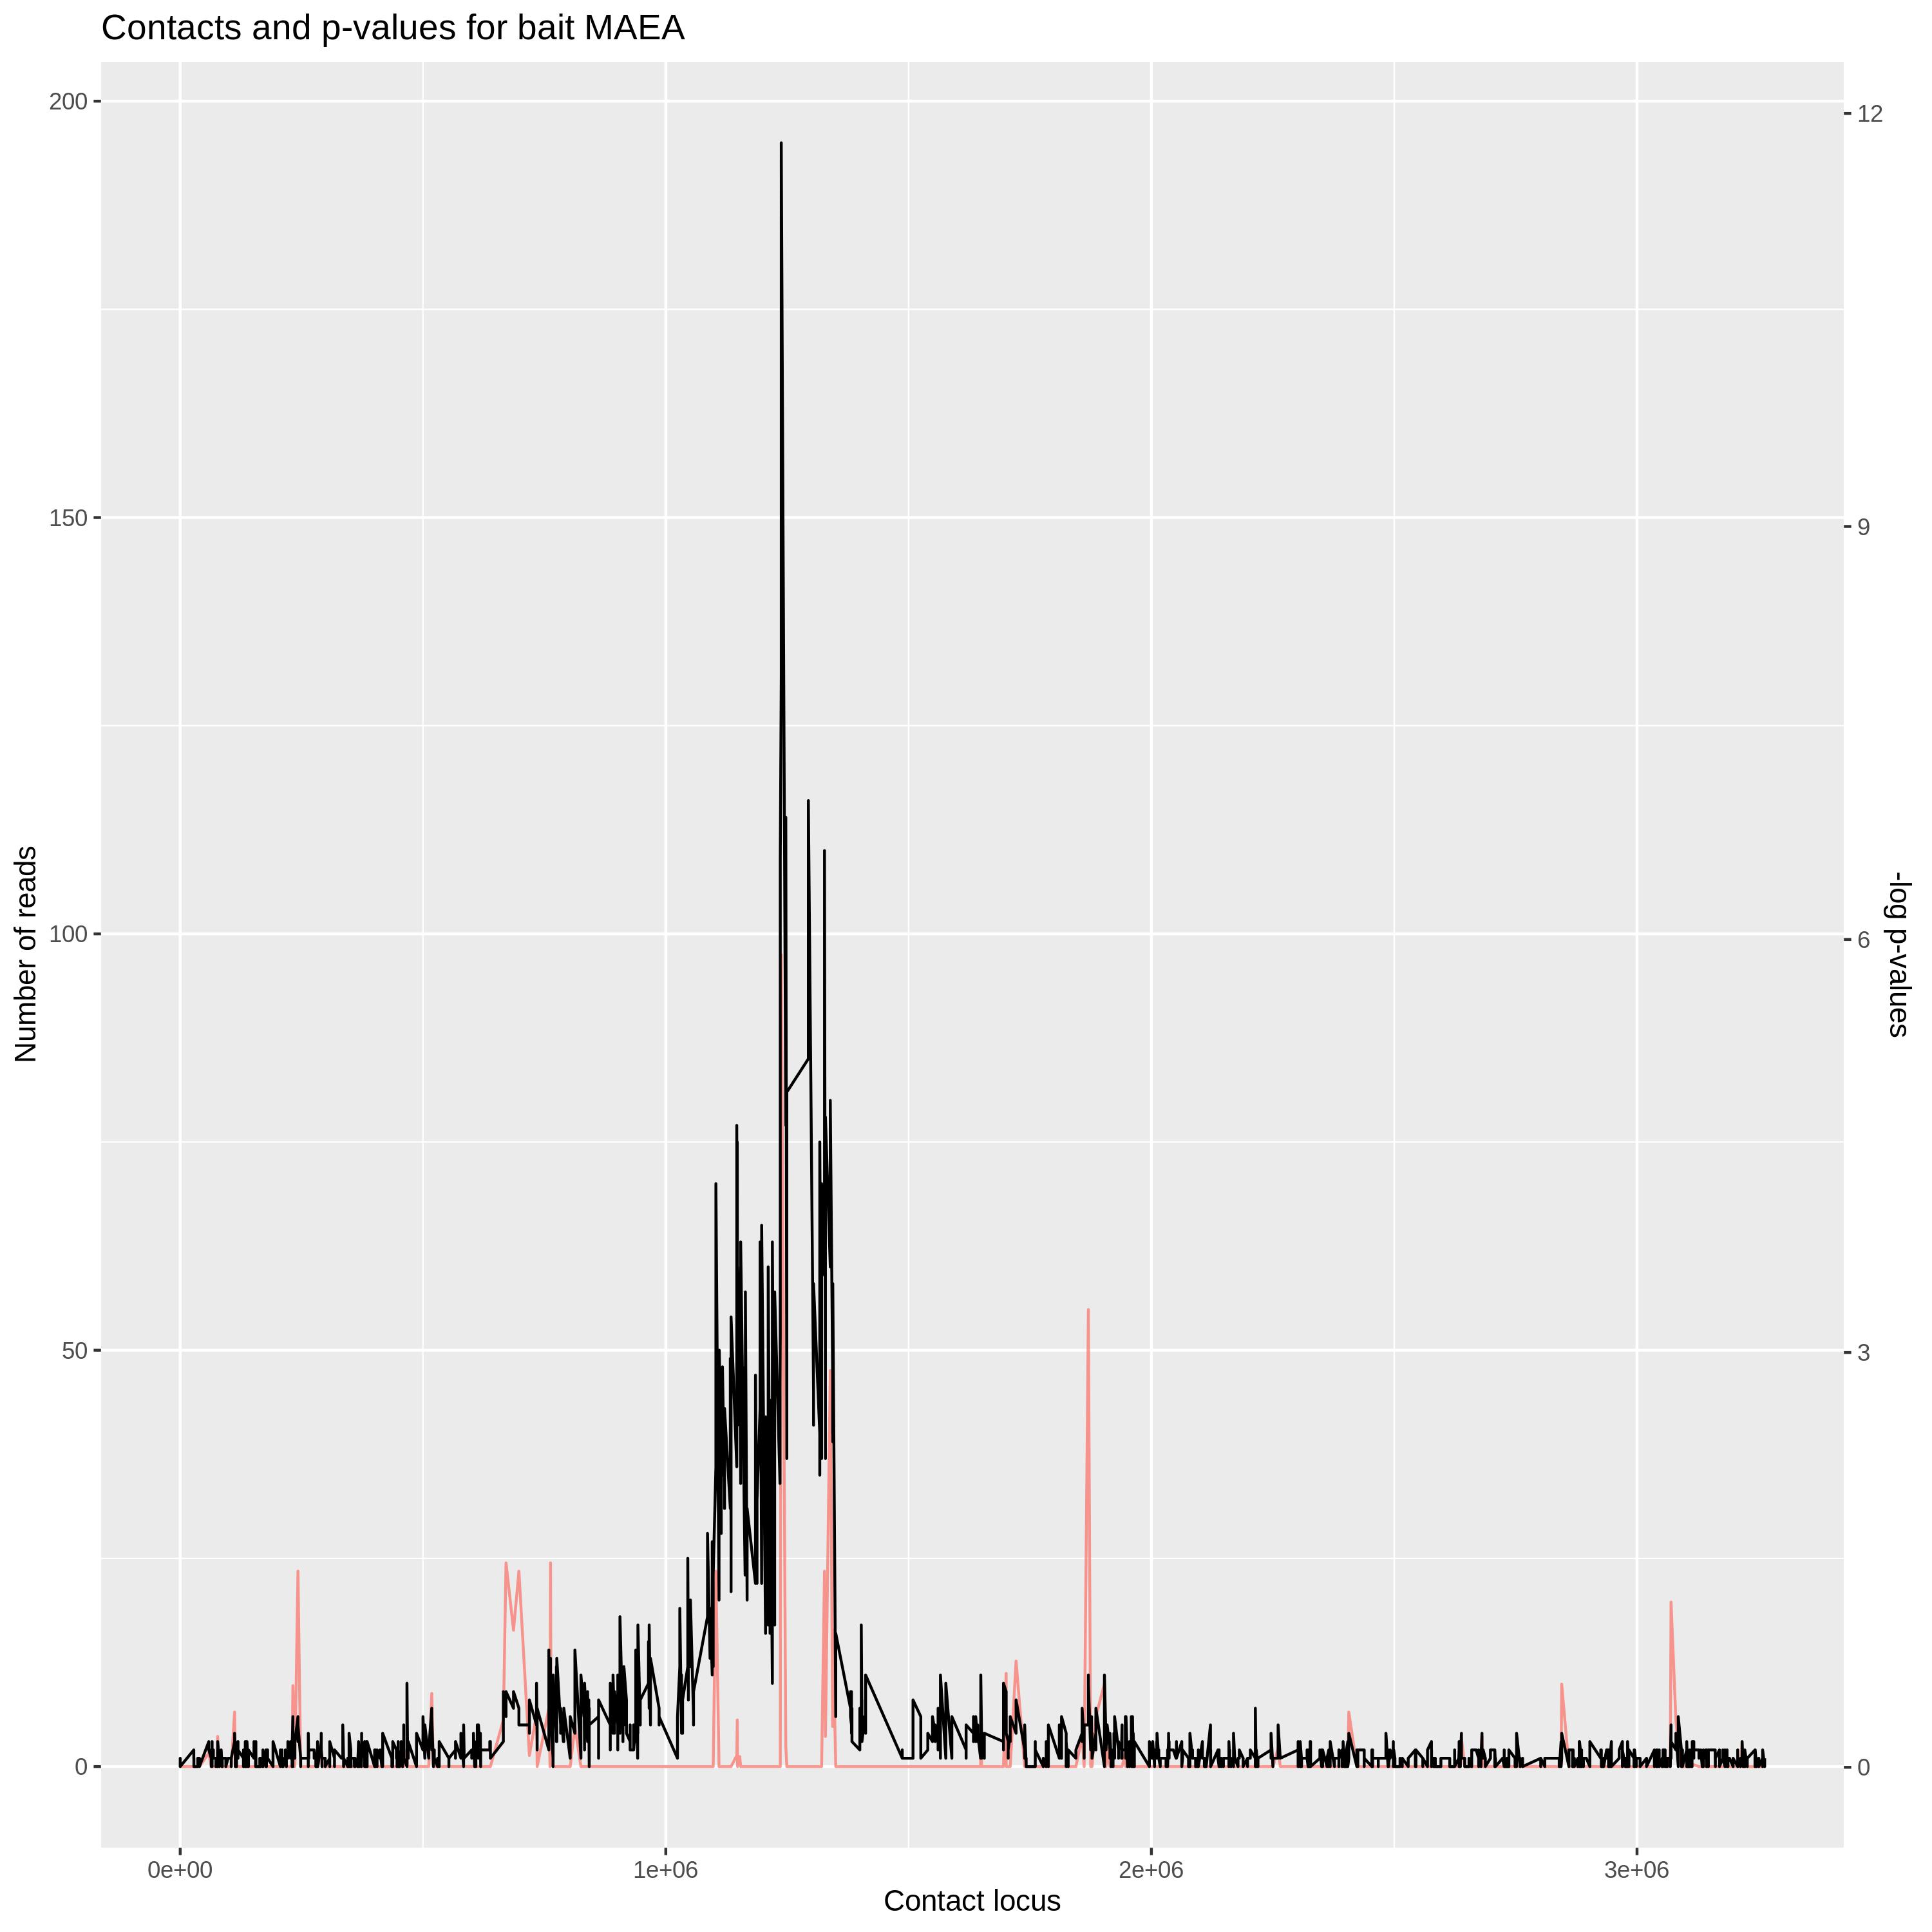 Contacts and p-values for bait MAEA
200
150
100
50
0
Number of reads
12
9
6
3
0
-log p-values
0e+00
1e+06
2e+06
3e+06
Contact locus